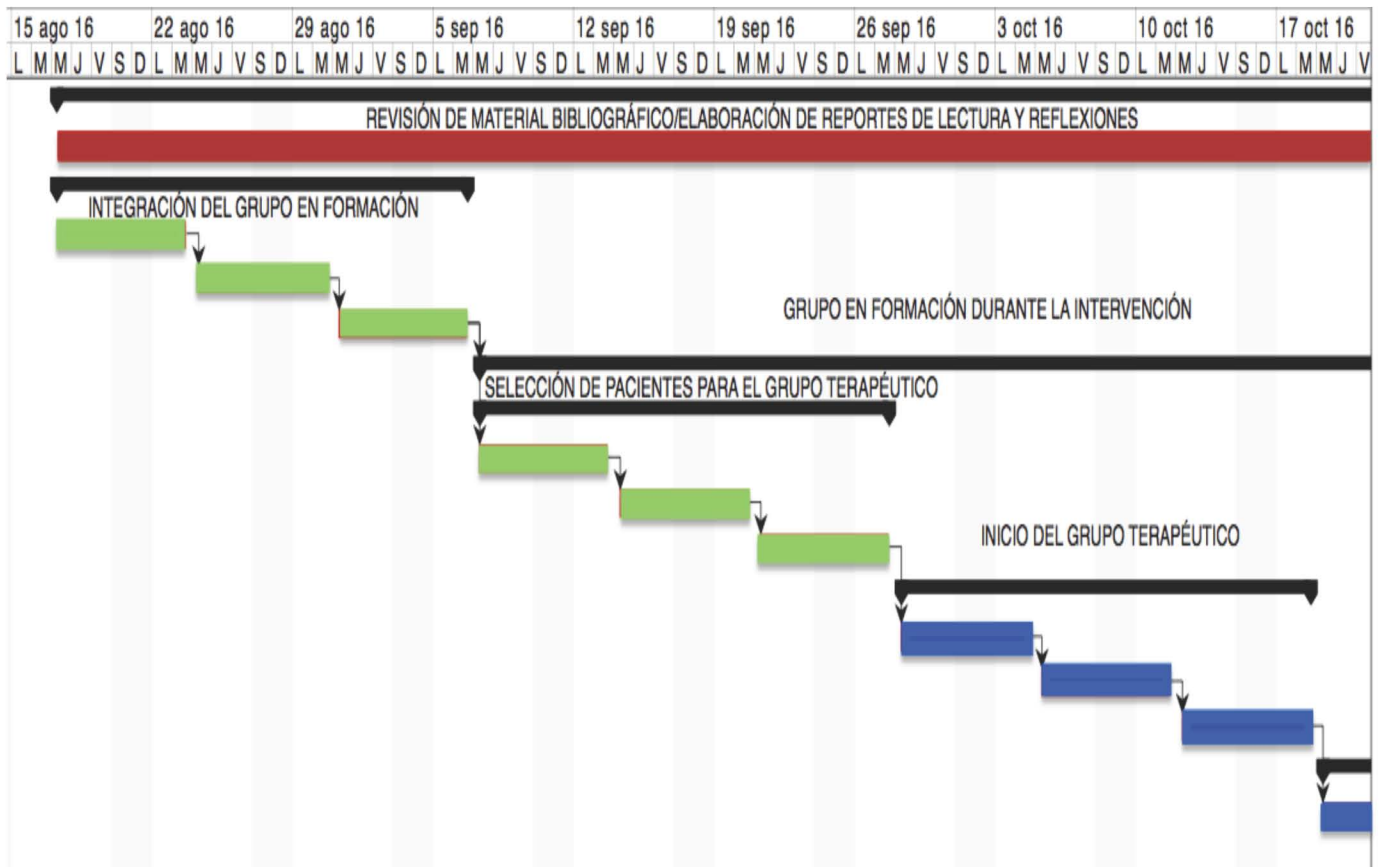 15 ago 16 22 ago 16 29 ago 16 5 sep 16 12 sep 16 19 sep 16 26 sep 16 3 oct 16 10 oct 16 17 oct 16
L M M J V S D L M M J V S D L M M J V S D L M M J V S D L M M J V S D L M M J V S D L M M J V S D L M M J V S D L M M J V S D L M M J V
REVISIÓN DE MATERIAL BIBLIOGRÁFICO/ELABORACIÓN DE REPORTES DE LECTURA Y REFLEXIONES
INTEGRACIÓN DEL GRUPO EN FORMACIÓN
GRUPO EN FORMACIÓN DURANTE LA INTERVENCIÓN
SELECCIÓN DE PACIENTES PARA EL GRUPO TERAPÉUTICO
INICIO DEL GRUPO TERAPÉUTICO